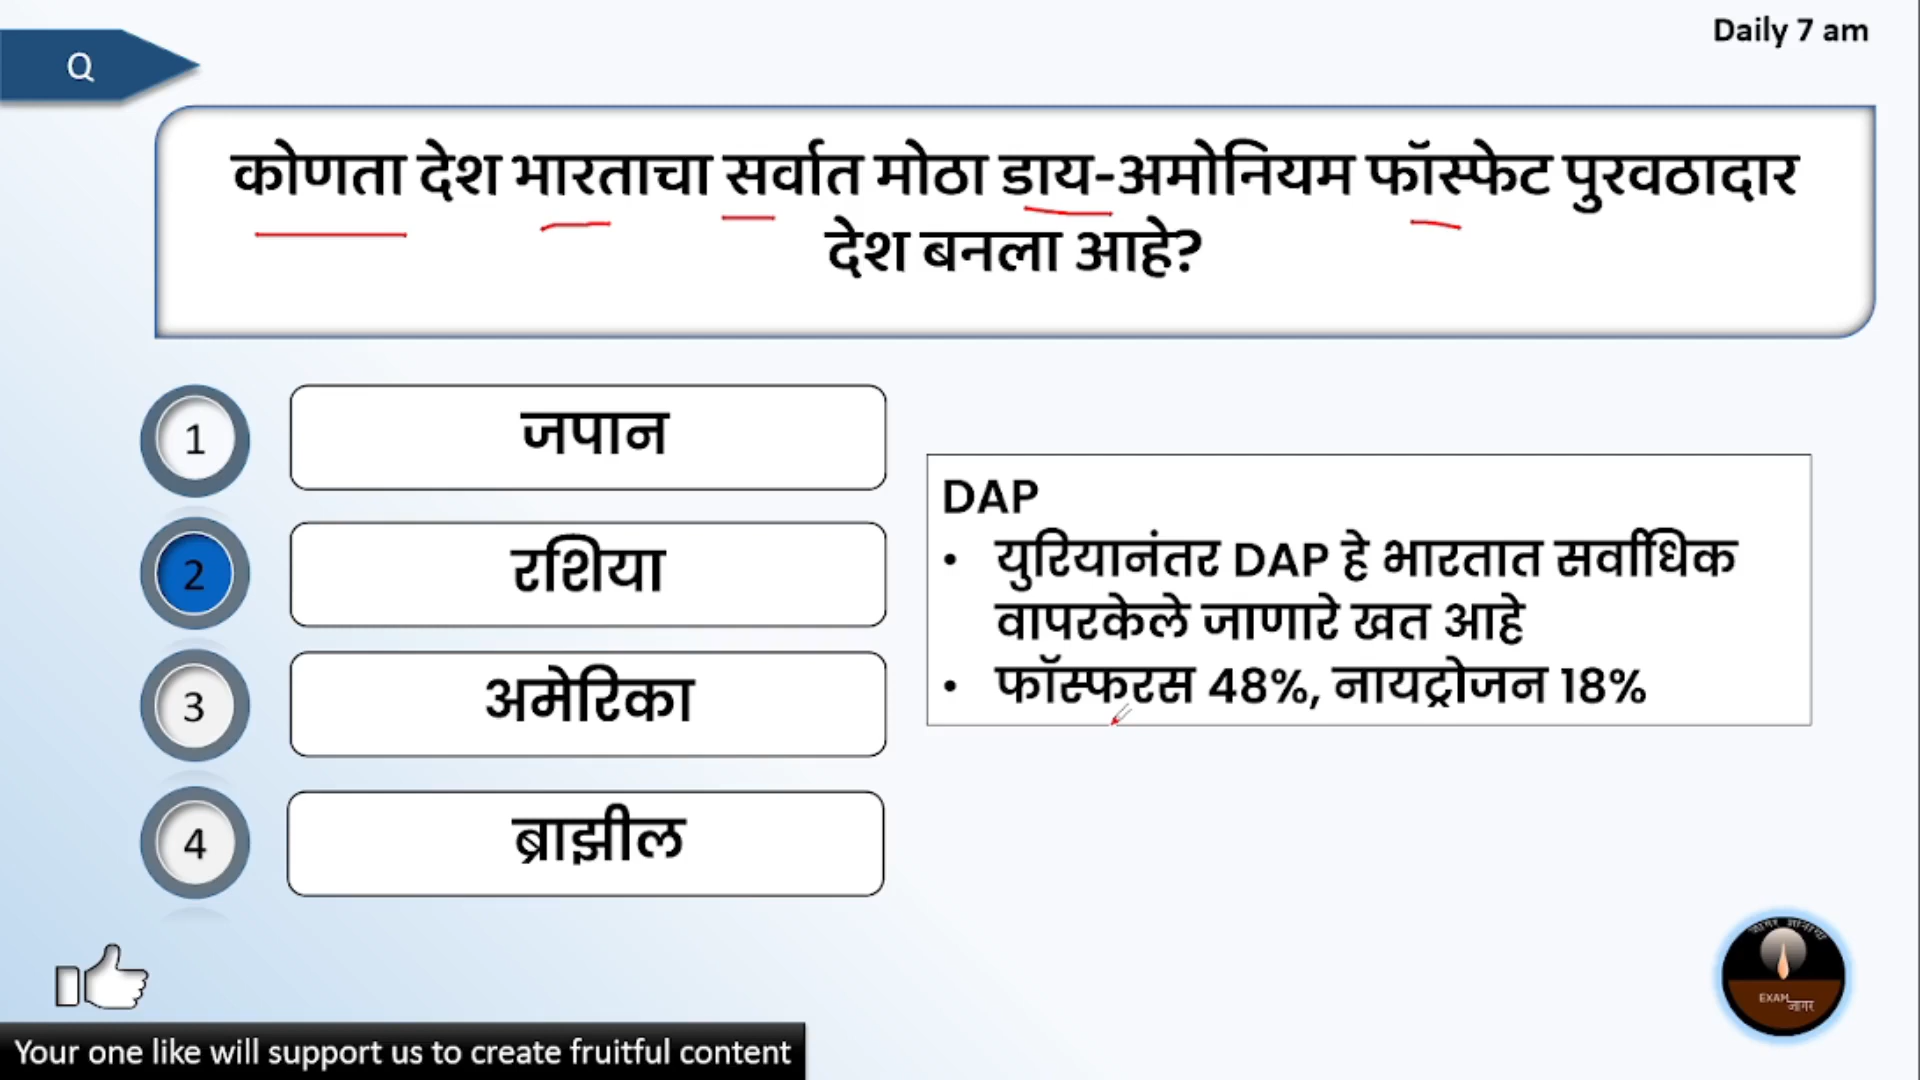 Daily 7 am
Q
कोणता देश भारताचा सर्वात मोठा डाय-अमोनियम फॉस्फेट पुरवठादार
देश बनला आहे?
1
जपान
2
रशिया
3
अमेरिका
4
ब्राझील
DAP
• युरियानंतर DAP हे भारतात सर्वाधिक
वापरकेले जाणारे खत आहे
• फॉस्फरस 48%, नायट्रोजन 18%
EXAM जागर
Your one like will support us to create fruitful content